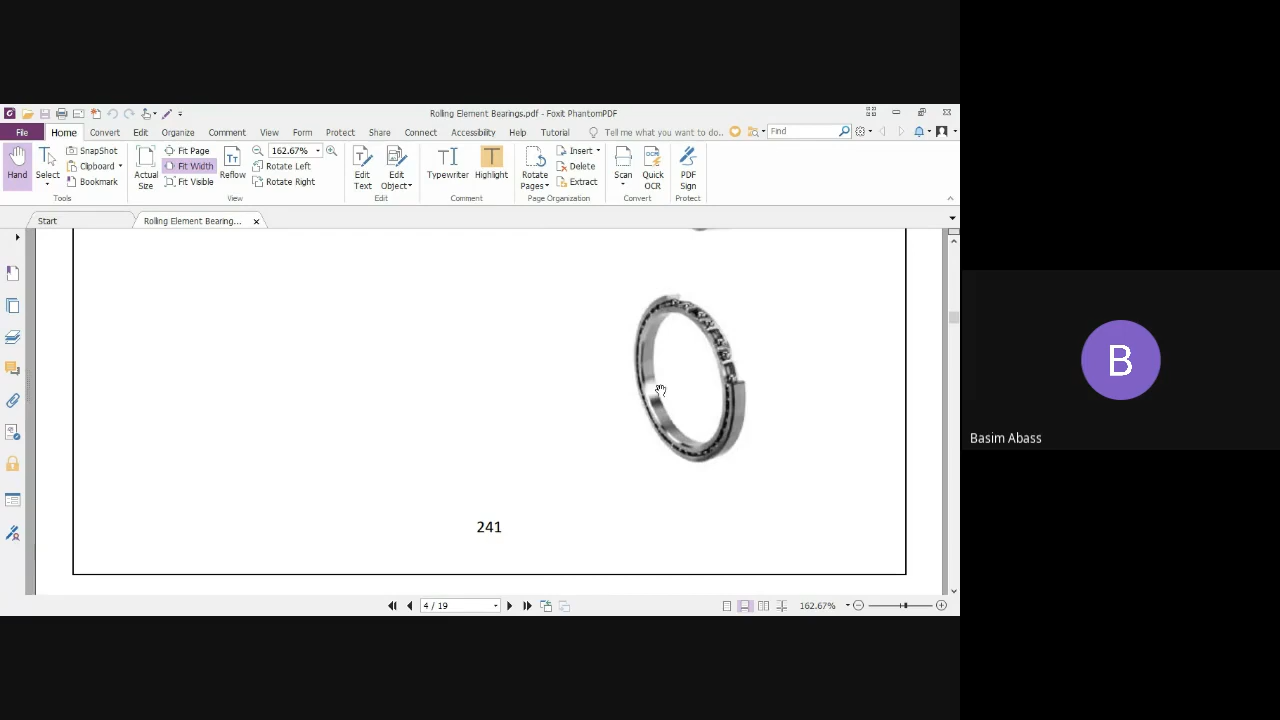 Rolling Element Bearings.pdf - Foxit PhantomPDF
File Home Convert Edit Organize Comment View Form Protect Share Connect Accessibility Help Tutorial Tell me what you want to do.. Find
Hand
Select
SnapShot
Clipboard
Bookmark
Tools
Actual Size
Fit Page
Fit Width
Fit Visible
Reflow
162.67%
Rotate Left
Rotate Right
View
Edit Text
Edit Object
Edit
Typewriter
Highlight
Comment
Rotate Pages
Insert
Delete
Extract
Page Organization
Scan
Quick OCR
Convert
PDF Sign
Protect
Start
Rolling Element Bearing...
241
4 / 19
162.67%
B
Basim Abass